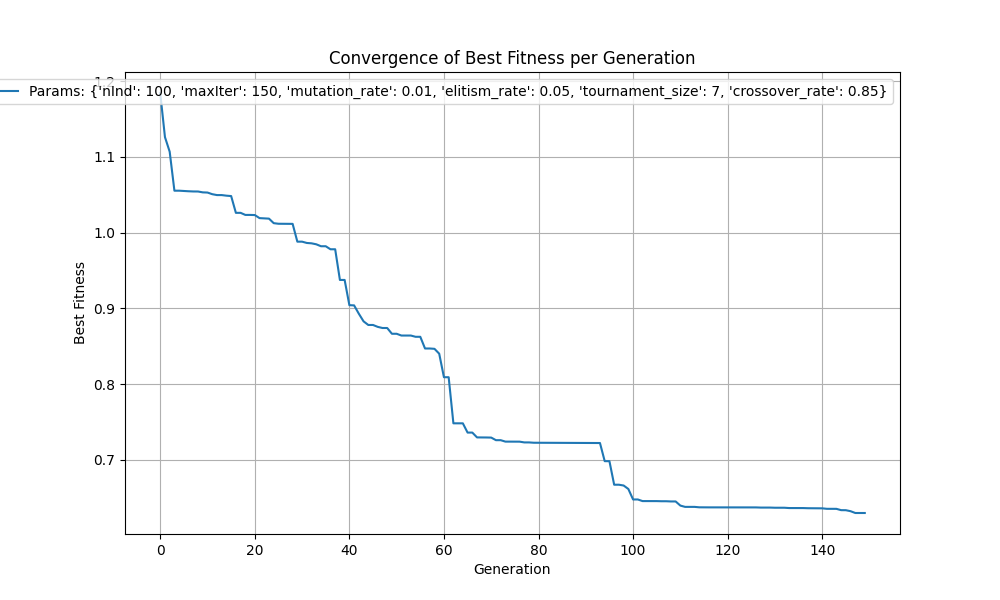 Convergence of Best Fitness per Generation
1.2
Params: {'nInd': 100, 'maxIter': 150, 'mutation_rate': 0.01, 'elitism_rate': 0.05, 'tournament_size': 7, 'crossover_rate': 0.85}
1.1
1.0
0.9
0.8
0.7
Best Fitness
0 20 40 60 80 100 120 140
Generation